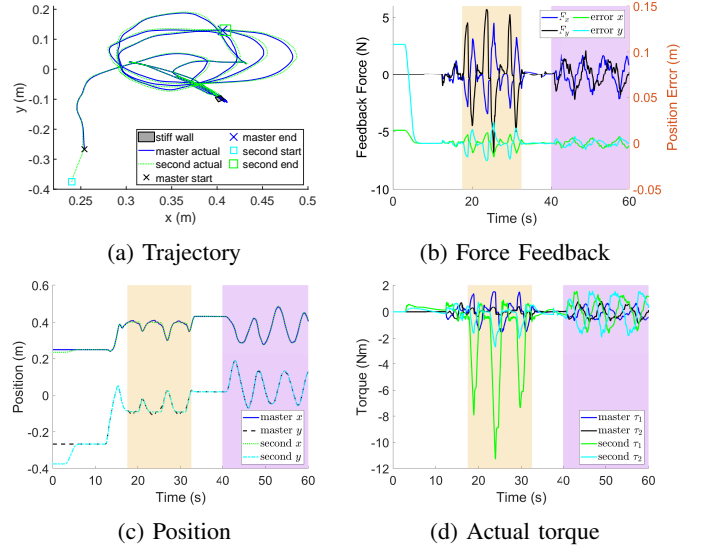 0.2
0.1
0
-0.1
-0.2
-0.3
-0.4
y (m)
stiff wall
master actual
second actual
master start
master end
second start
second end
0.25 0.3 0.35 0.4 0.45 0.5
x (m)
(a) Trajectory
5
0
-5
-10
Feedback Force (N)
F_x error x
F_y error y
0.15
0.1
0.05
0
-0.05
Position Error (m)
0 20 40 60
Time (s)
(b) Force Feedback
0.6
0.4
0.2
0
-0.2
-0.4
Position (m)
master x
master y
second x
second y
0 10 20 30 40 50 60
Time (s)
(c) Position
2
0
-2
-4
-6
-8
-10
-12
Torque (Nm)
master τ₁
master τ₂
second τ₁
second τ₂
0 10 20 30 40 50 60
Time (s)
(d) Actual torque